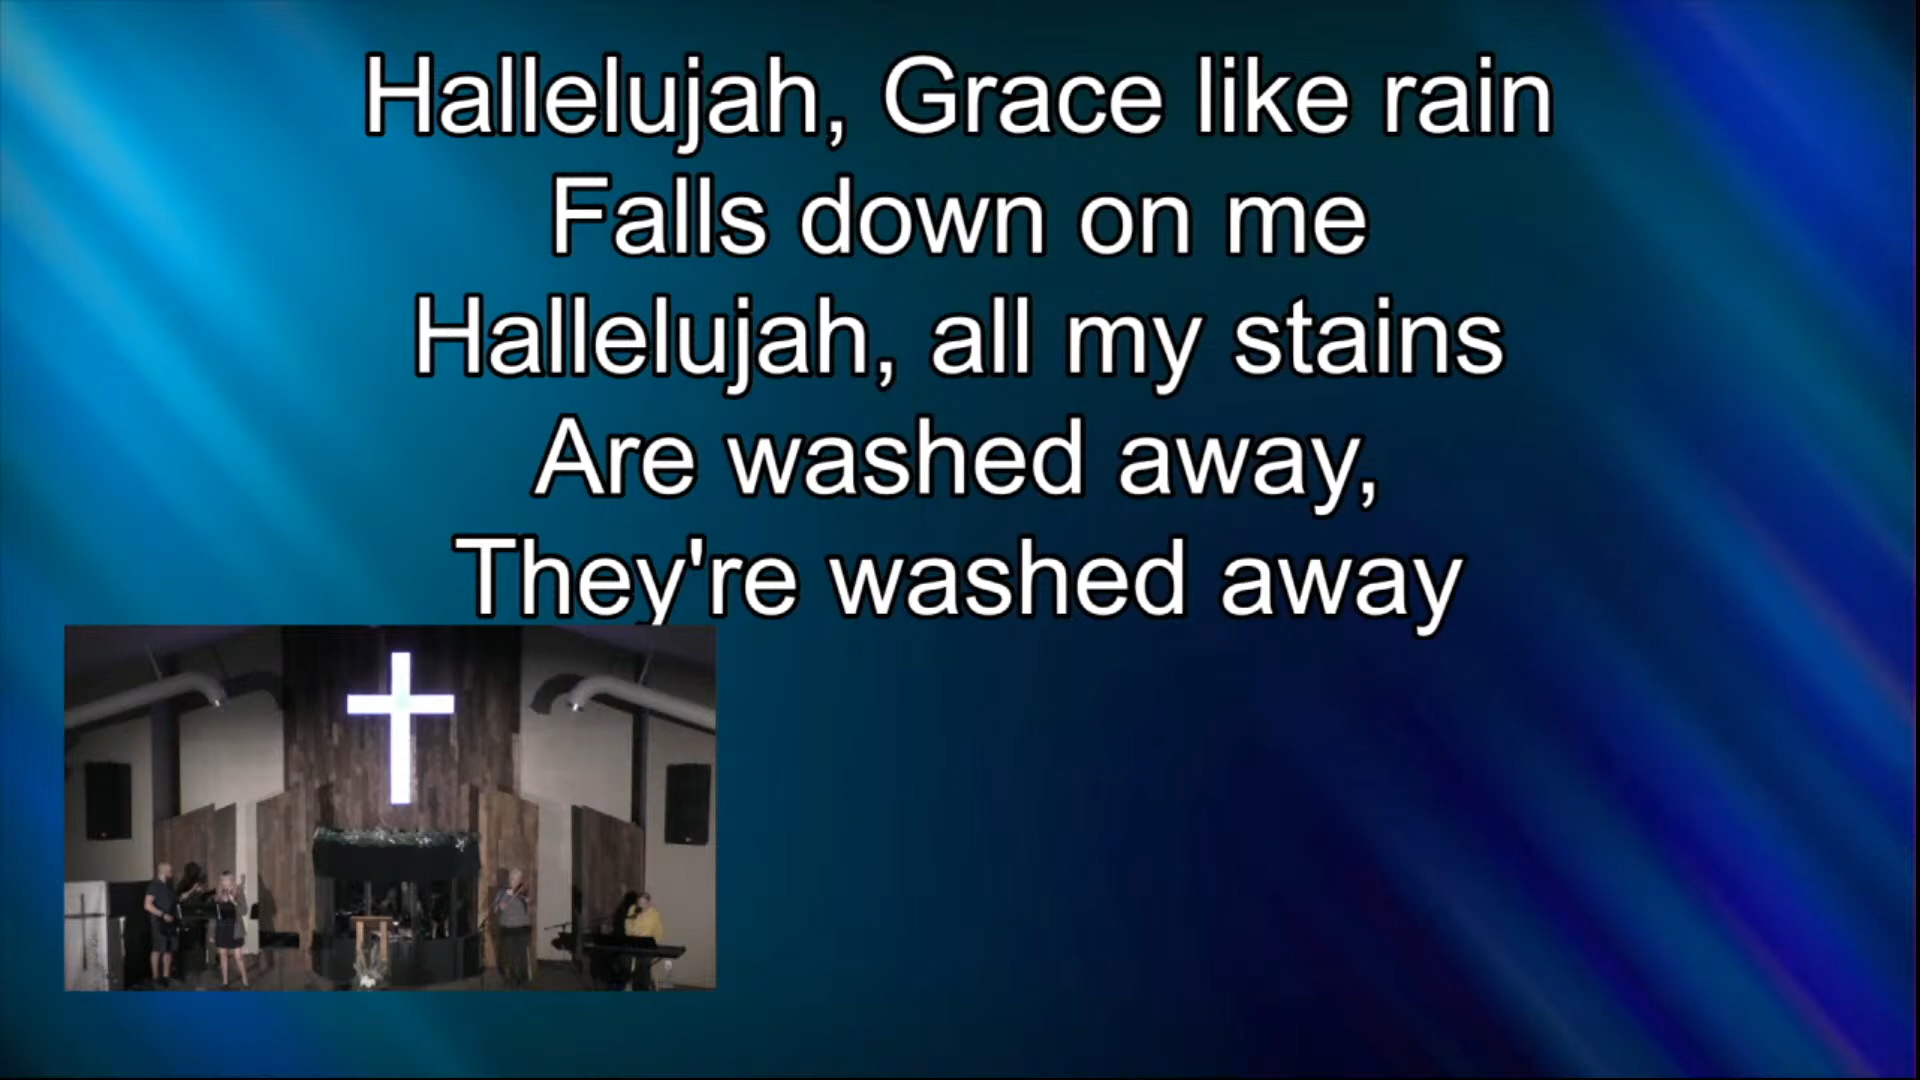 Hallelujah, Grace like rain
Falls down on me
Hallelujah, all my stains
Are washed away,
They're washed away